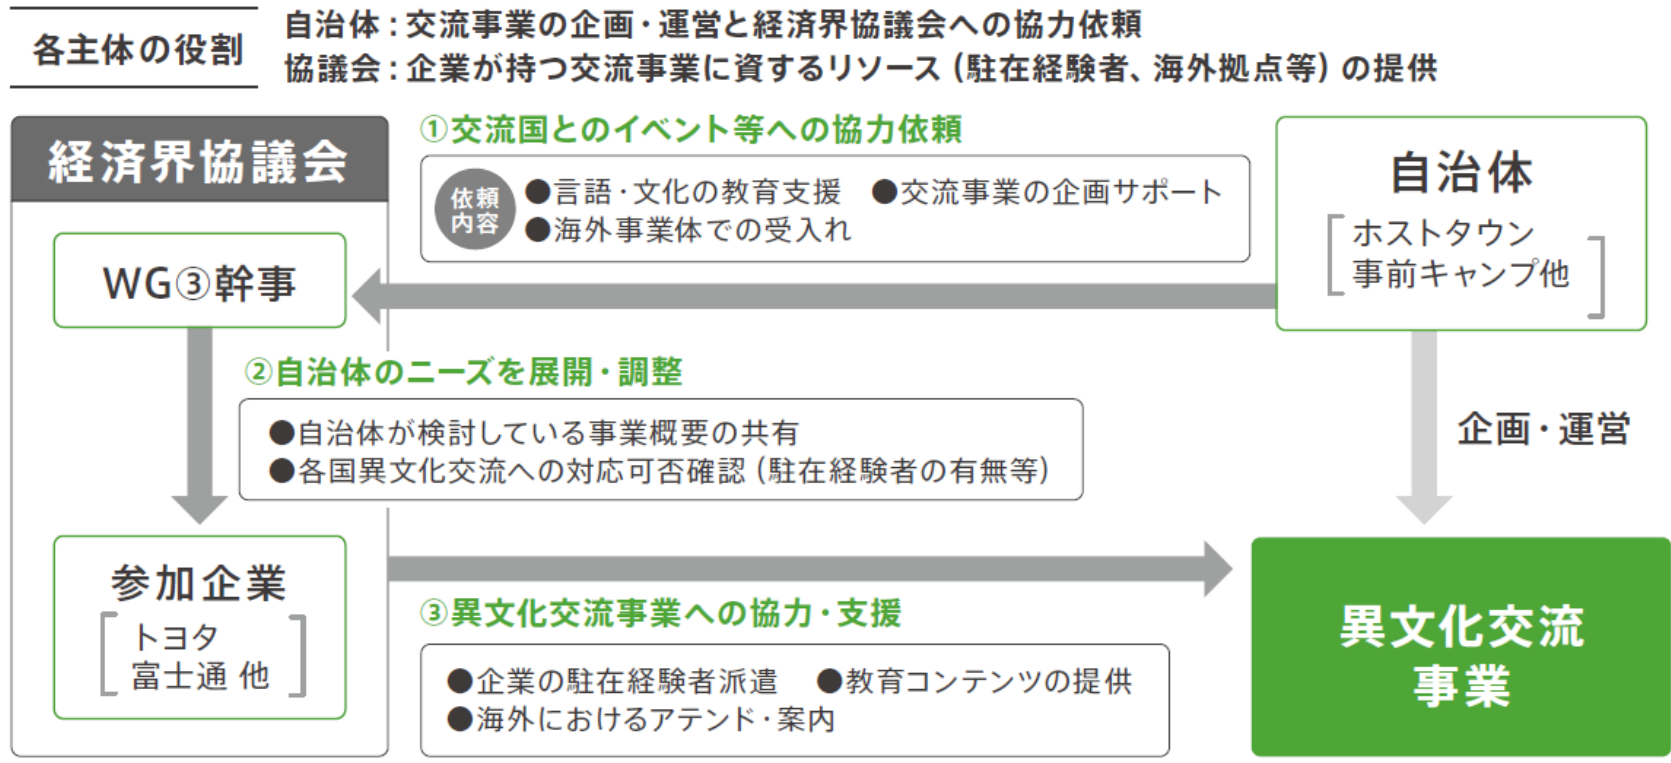 各主体の役割
自治体：交流事業の企画・運営と経済界協議会への協力依頼
協議会：企業が持つ交流事業に資するリソース（駐在経験者、海外拠点等）の提供
経済界協議会
WG③幹事
①交流国とのイベント等への協力依頼
依頼
内容
●言語・文化の教育支援　●交流事業の企画サポート
●海外事業体での受入れ
自治体
ホストタウン
事前キャンプ他
②自治体のニーズを展開・調整
●自治体が検討している事業概要の共有
●各国異文化交流への対応可否確認（駐在経験者の有無等）
企画・運営
参加企業
トヨタ
富士通 他
③異文化交流事業への協力・支援
●企業の駐在経験者派遣　●教育コンテンツの提供
●海外におけるアテンド・案内
異文化交流
事業